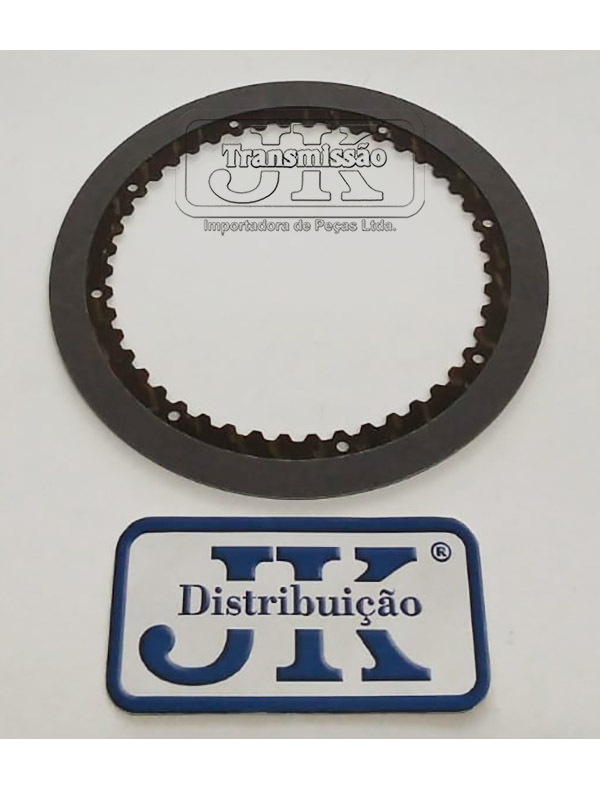 JK
Transmissão
Importadora de Peças Ltda.
JK ®
Distribuição